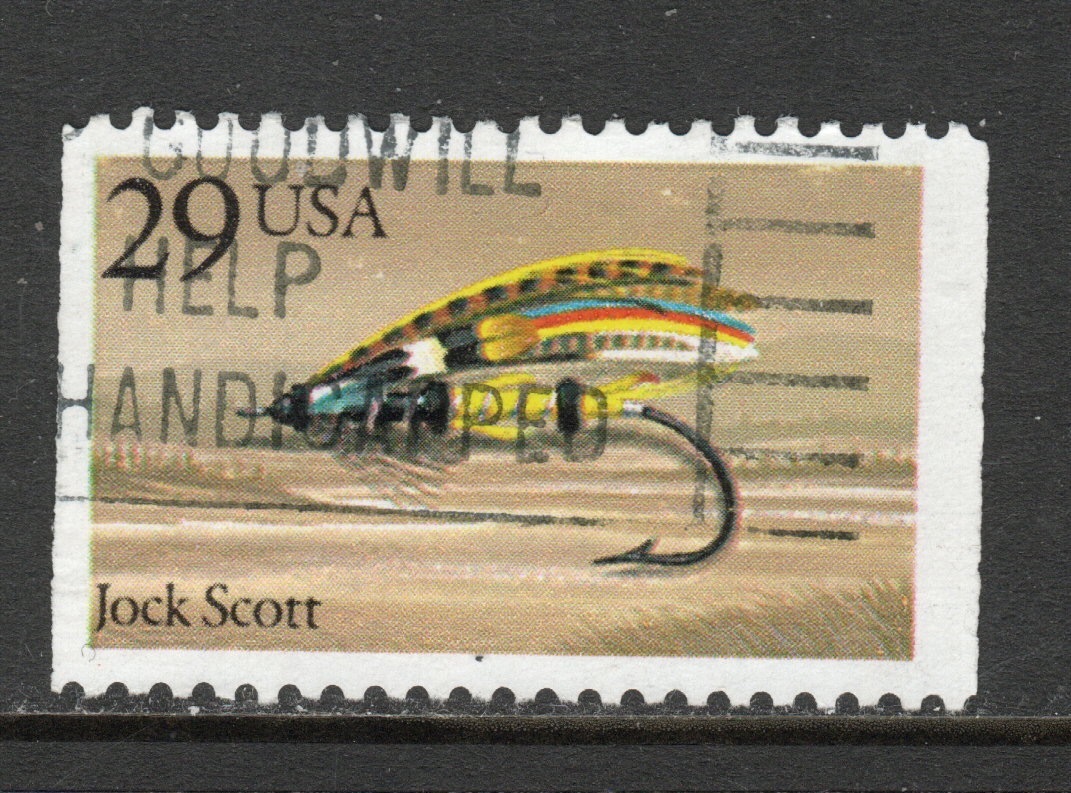 GOODWILL
29 USA
HELP
HANDICAPPED
Jock Scott